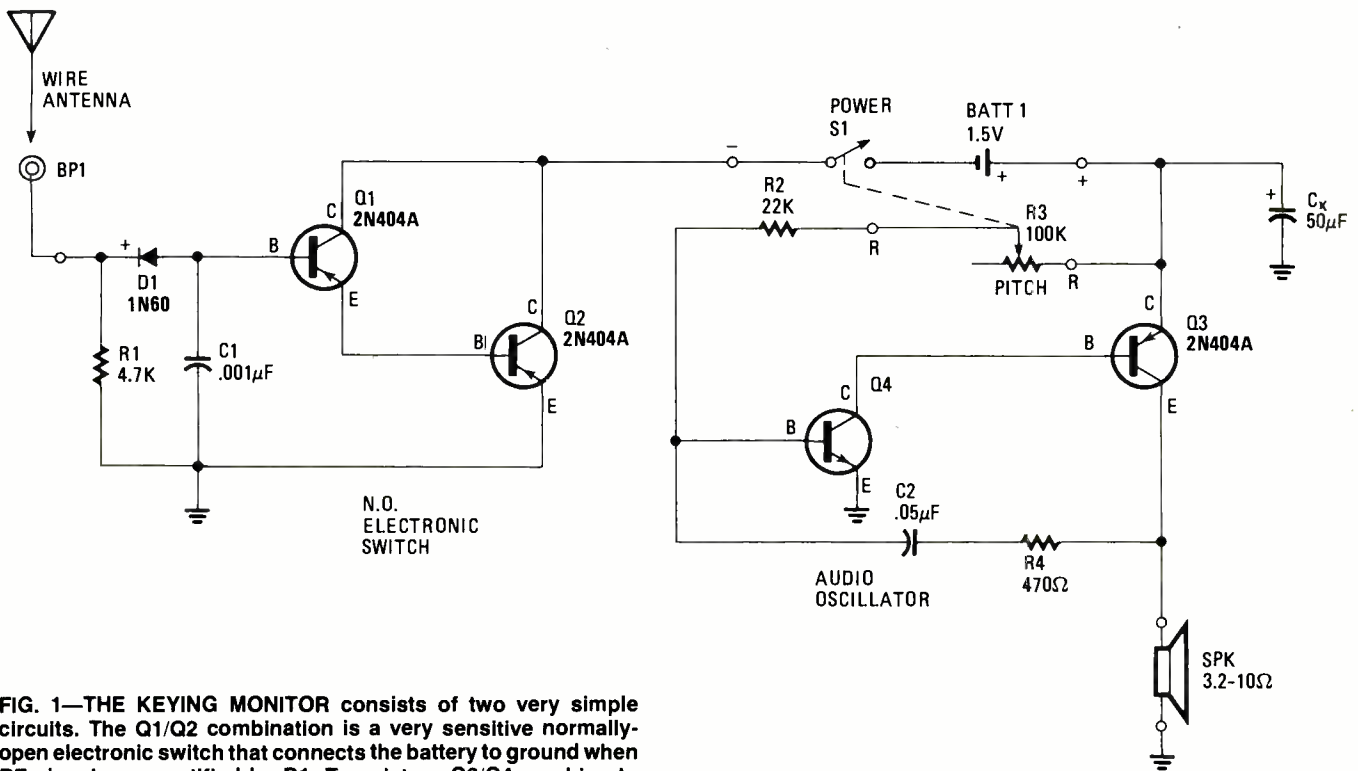 WIRE
ANTENNA
BP1
+
D1
1N60
R1
4.7K
C1
.001µF
B
C
Q1
2N404A
E
B
C
Q2
2N404A
E
N.O.
ELECTRONIC
SWITCH
−
POWER
S1
BATT 1
1.5V
+
+
R2
22K
R
R3
100K
PITCH
R
+
Cx
50µF
C
Q3
2N404A
B
E
C
Q4
B
E
C2
.05µF
R4
470Ω
AUDIO
OSCILLATOR
SPK
3.2-10Ω
FIG. 1—THE KEYING MONITOR consists of two very simple
circuits. The Q1/Q2 combination is a very sensitive normally-
open electronic switch that connects the battery to ground when